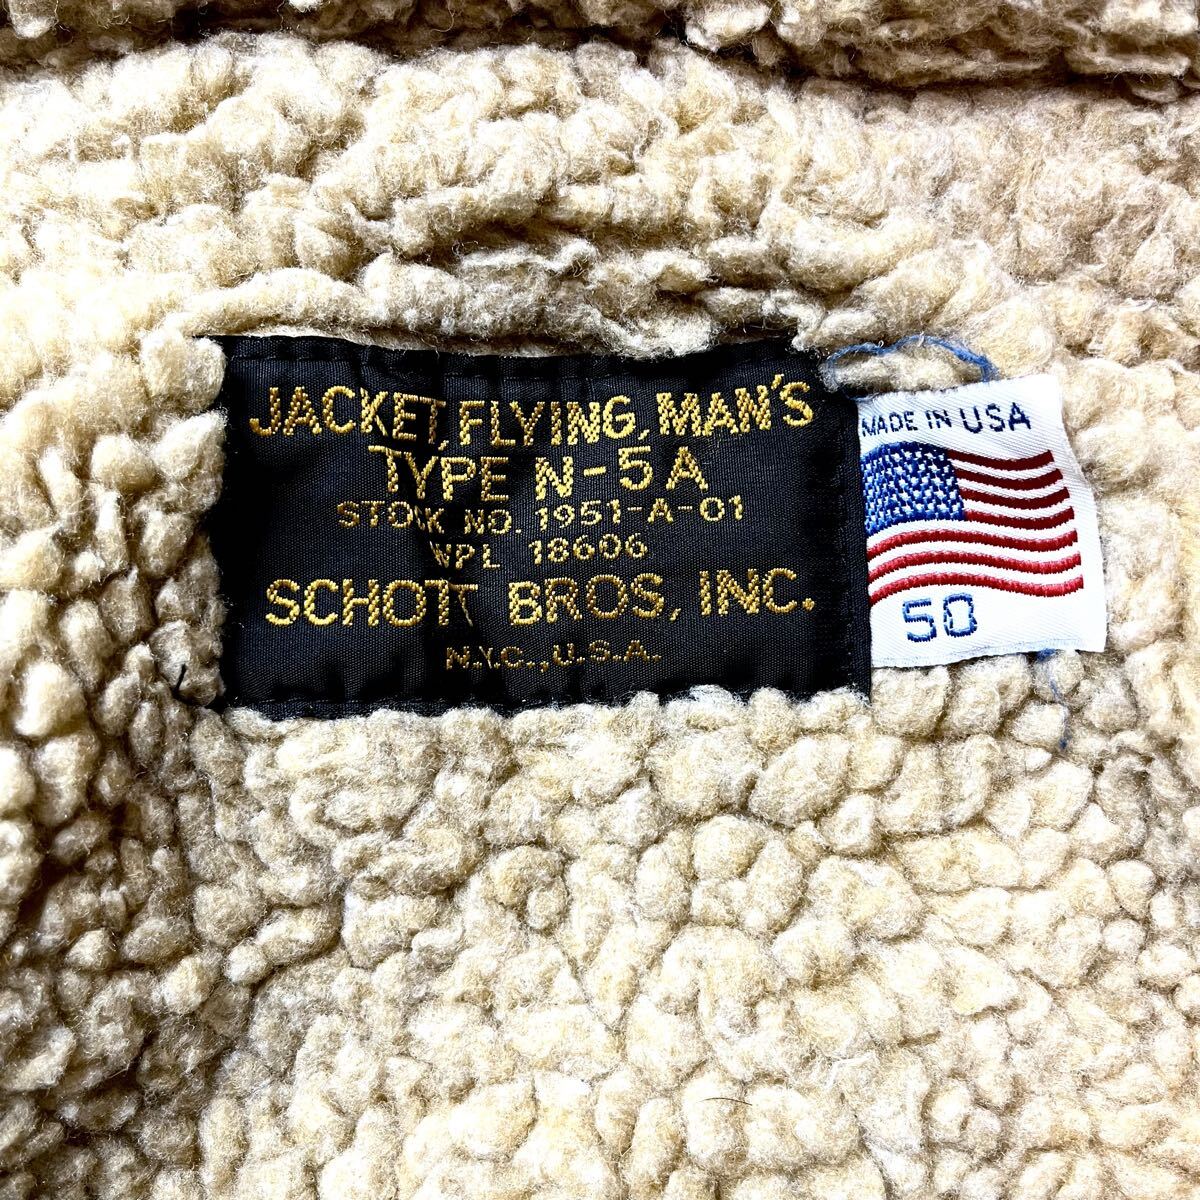 JACKET, FLYING, MAN'S
TYPE N-5A
STOCK NO. 1951-A-01
WPL 18606
SCHOTT BROS, INC.
N.Y.C., U.S.A.
MADE IN USA
50